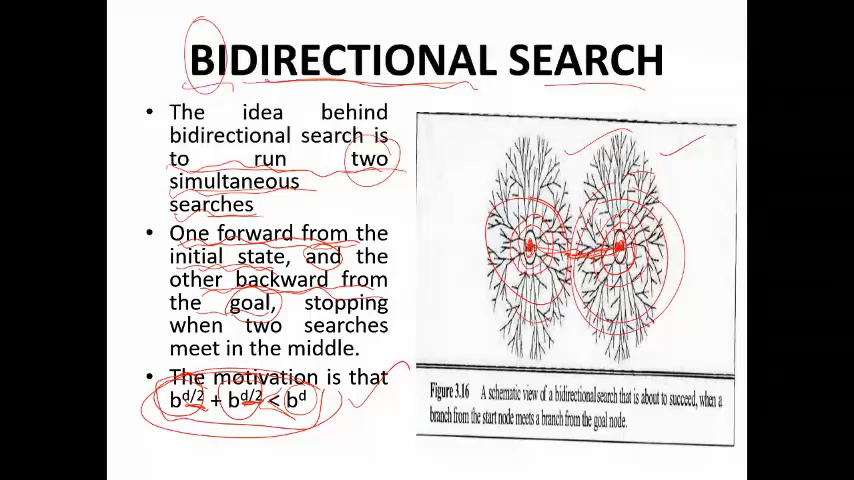 BIDIRECTIONAL SEARCH
• The idea behind
bidirectional search is
to run two
simultaneous
searches
• One forward from the
initial state, and the
other backward from
the goal, stopping
when two searches
meet in the middle.
• The motivation is that
b^d/2 + b^d/2 < b^d
Figure 3.16 A schematic view of a bidirectional search that is about to succeed, when a
branch from the start node meets a branch from the goal node.